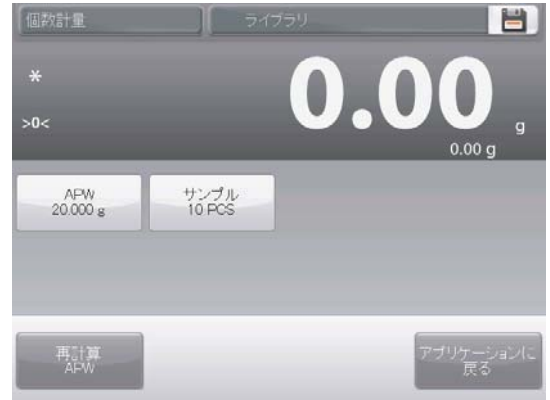 個数計量
ライブラリ
*
>0<
0.00 g
0.00 g
APW
20.000 g
サンプル
10 PCS
再計算
APW
アプリケーションに
戻る